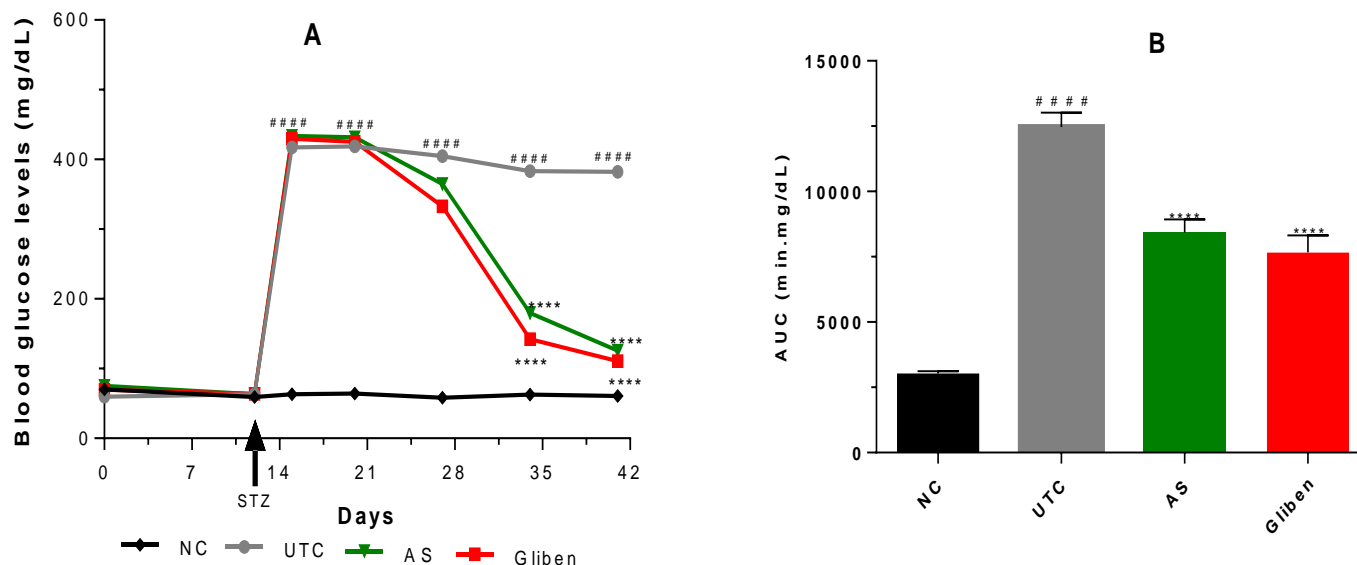 A
Blood glucose levels (mg/dL)
600
400
200
0
####
####
####
####
####
****
****
****
****
0 7 14 21 28 35 42
STZ
Days
NC UTC AS Gliben
B
AUC (min.mg/dL)
15000
10000
5000
0
# # # #
****
****
NC
UTC
AS
Gliben